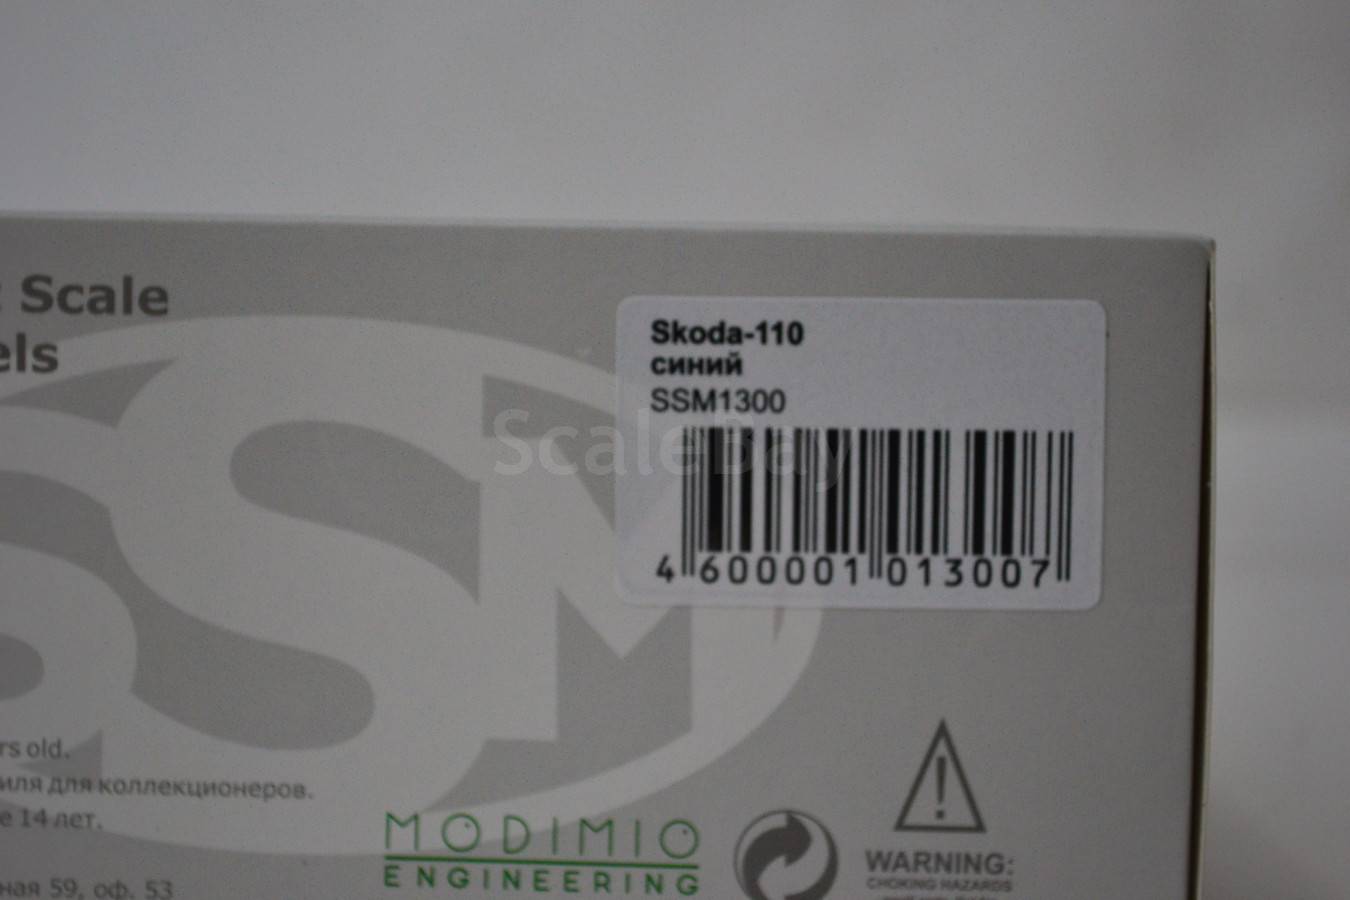 Scale
els
Skoda-110
синий
SSM1300
ScaleBay
4 600001 013007
SSM
rs old.
иля для коллекционеров.
е 14 лет.
ная 59, оф. 53
MODIMIO
ENGINEERING
WARNING:
CHOKING HAZARDS